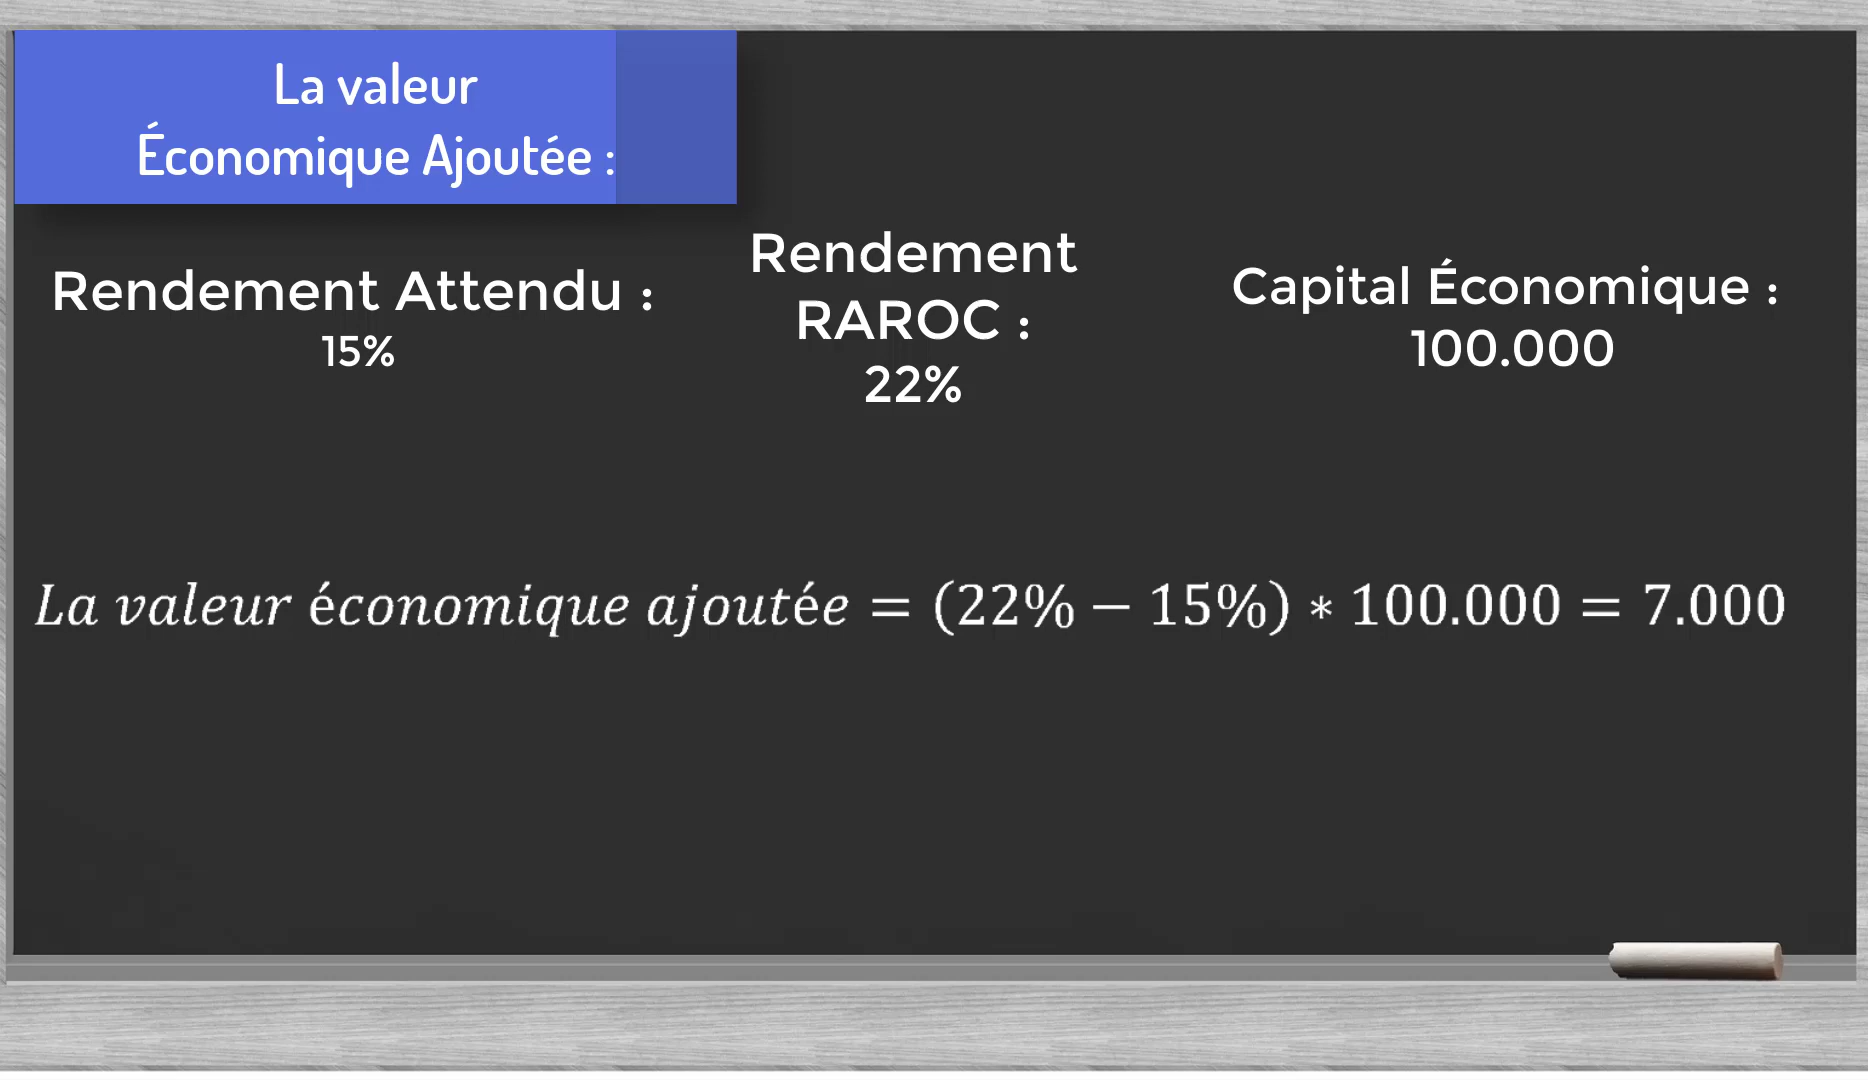 La valeur
Économique Ajoutée :
Rendement Attendu :
15%
Rendement
RAROC :
22%
Capital Économique :
100.000
La valeur économique ajoutée = (22% − 15%) ∗ 100.000 = 7.000